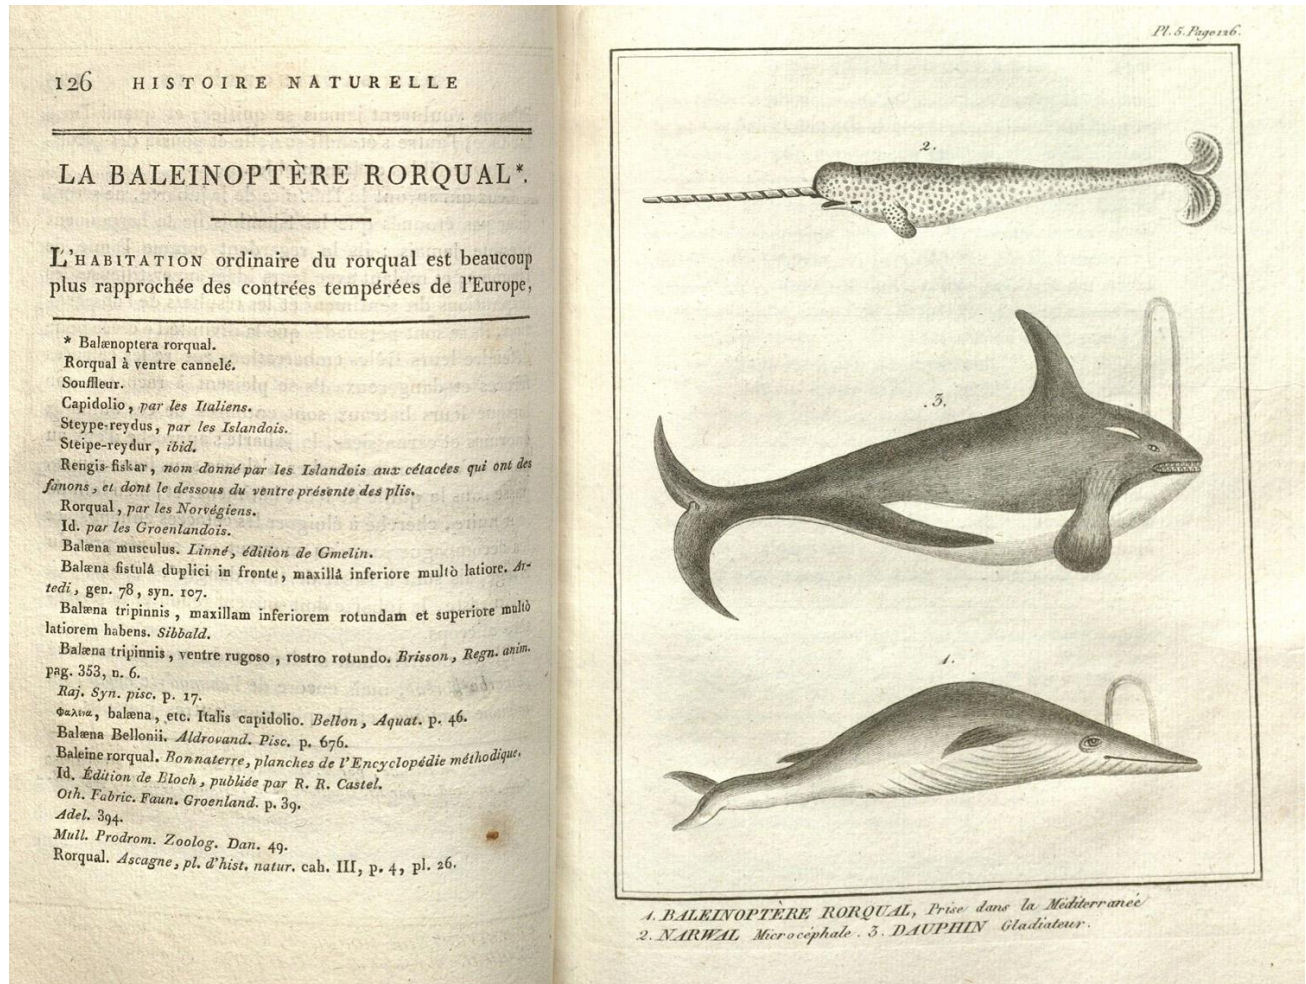 126 HISTOIRE NATURELLE
LA BALEINOPTÈRE RORQUAL*.
L'HABITATION ordinaire du rorqual est beaucoup
plus rapprochée des contrées tempérées de l'Europe,
* Balænoptera rorqual.
Rorqual à ventre cannelé.
Souffleur.
Capidolio, par les Italiens.
Steype-reydus, par les Islandois.
Steipe-reydur, ibid.
Rengis-fiskar, nom donné par les Islandois aux cétacées qui ont des
fanons, et dont le dessous du ventre présente des plis.
Rorqual, par les Norvégiens.
Id. par les Groenlandois.
Balæna musculus. Linné, édition de Gmelin.
Balæna fistulâ duplici in fronte, maxillâ inferiore multò latiore. Ar-
tedi, gen. 78, syn. 107.
Balæna tripinnis, maxillam inferiorem rotundam et superiore multò
latiorem habens. Sibbald.
Balæna tripinnis, ventre rugoso, rostro rotundo. Brisson, Regn. anim.
pag. 353, n. 6.
Raj. Syn. pisc. p. 17.
Φαλαινα, balæna, etc. Italis capidolio. Bellon, Aquat. p. 46.
Balæna Bellonii. Aldrovand. Pisc. p. 676.
Baleine rorqual. Bonnaterre, planches de l'Encyclopédie méthodique.
Id. Édition de Bloch, publiée par R. R. Castel.
Oth. Fabric. Faun. Groenland. p. 39.
Adel. 394.
Mull. Prodrom. Zoolog. Dan. 49.
Rorqual. Ascagne, pl. d'hist. natur. cah. III, p. 4, pl. 26.
Pl. 5. Page 126.
2.
3.
1.
1. BALEINOPTÈRE RORQUAL, Prise dans la Méditerranée
2. NARWAL Microcéphale. 3. DAUPHIN Gladiateur.